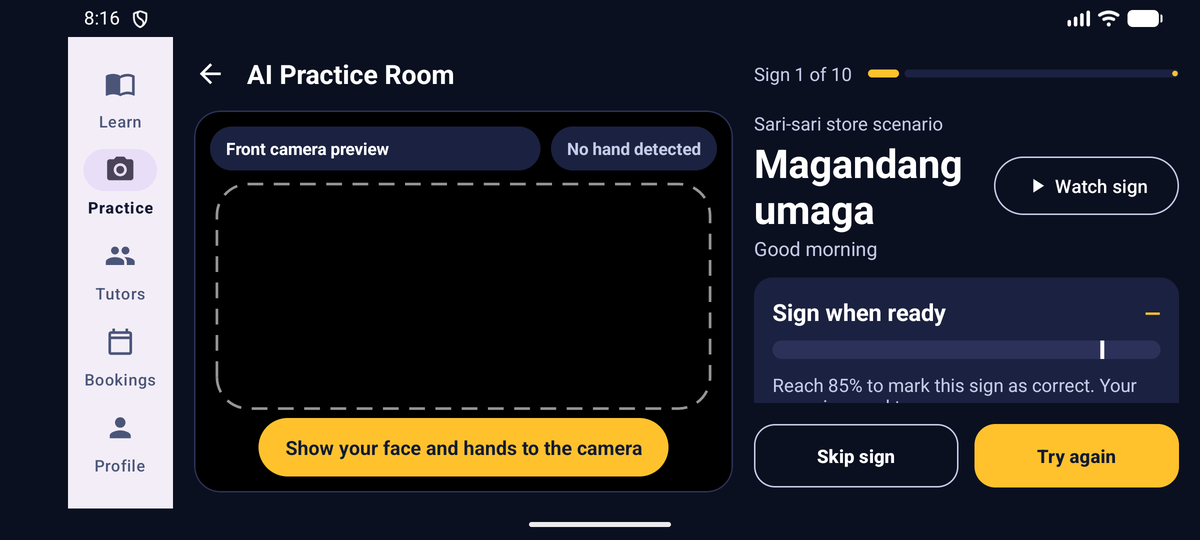 8:16
Learn
Practice
Tutors
Bookings
Profile
AI Practice Room
Front camera preview
No hand detected
Show your face and hands to the camera
Sign 1 of 10
Sari-sari store scenario
Magandang
umaga
Good morning
Watch sign
Sign when ready
Reach 85% to mark this sign as correct. Your
Skip sign
Try again